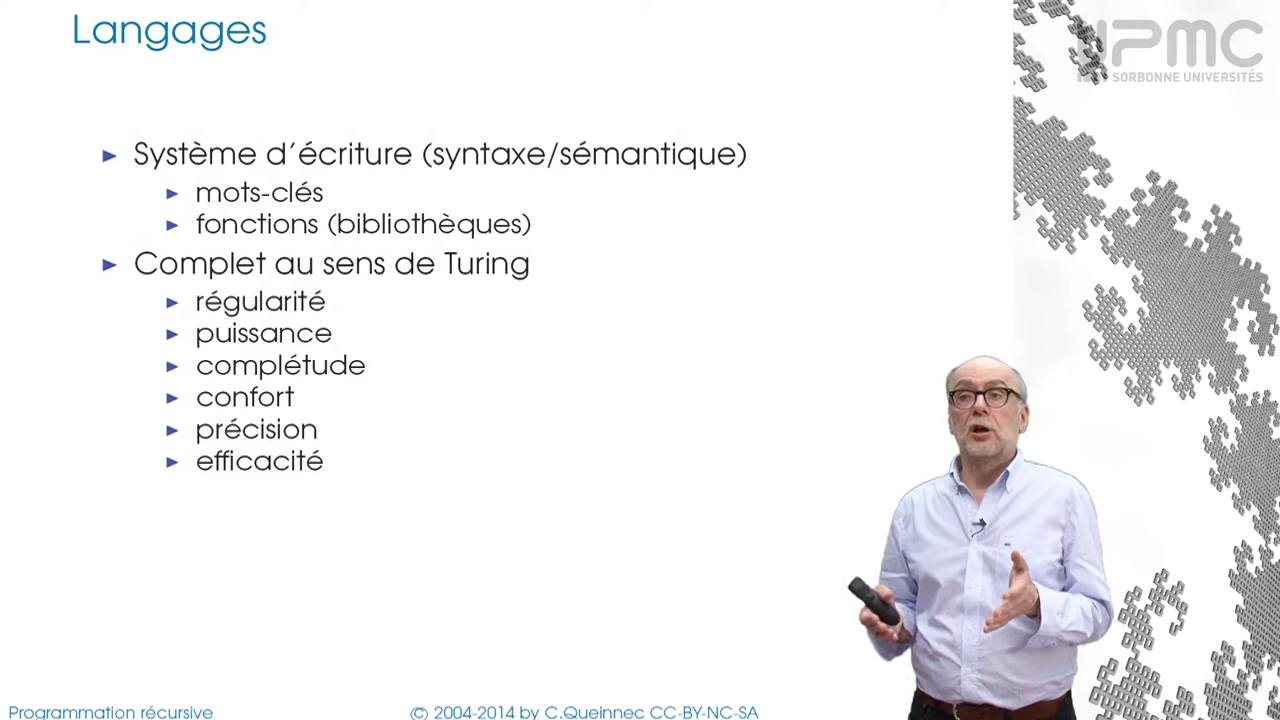 Langages
UPMC
SORBONNE UNIVERSITÉS
Système d'écriture (syntaxe/sémantique)
mots-clés
fonctions (bibliothèques)
Complet au sens de Turing
régularité
puissance
complétude
confort
précision
efficacité
Programmation récursive
© 2004-2014 by C.Queinnec CC-BY-NC-SA